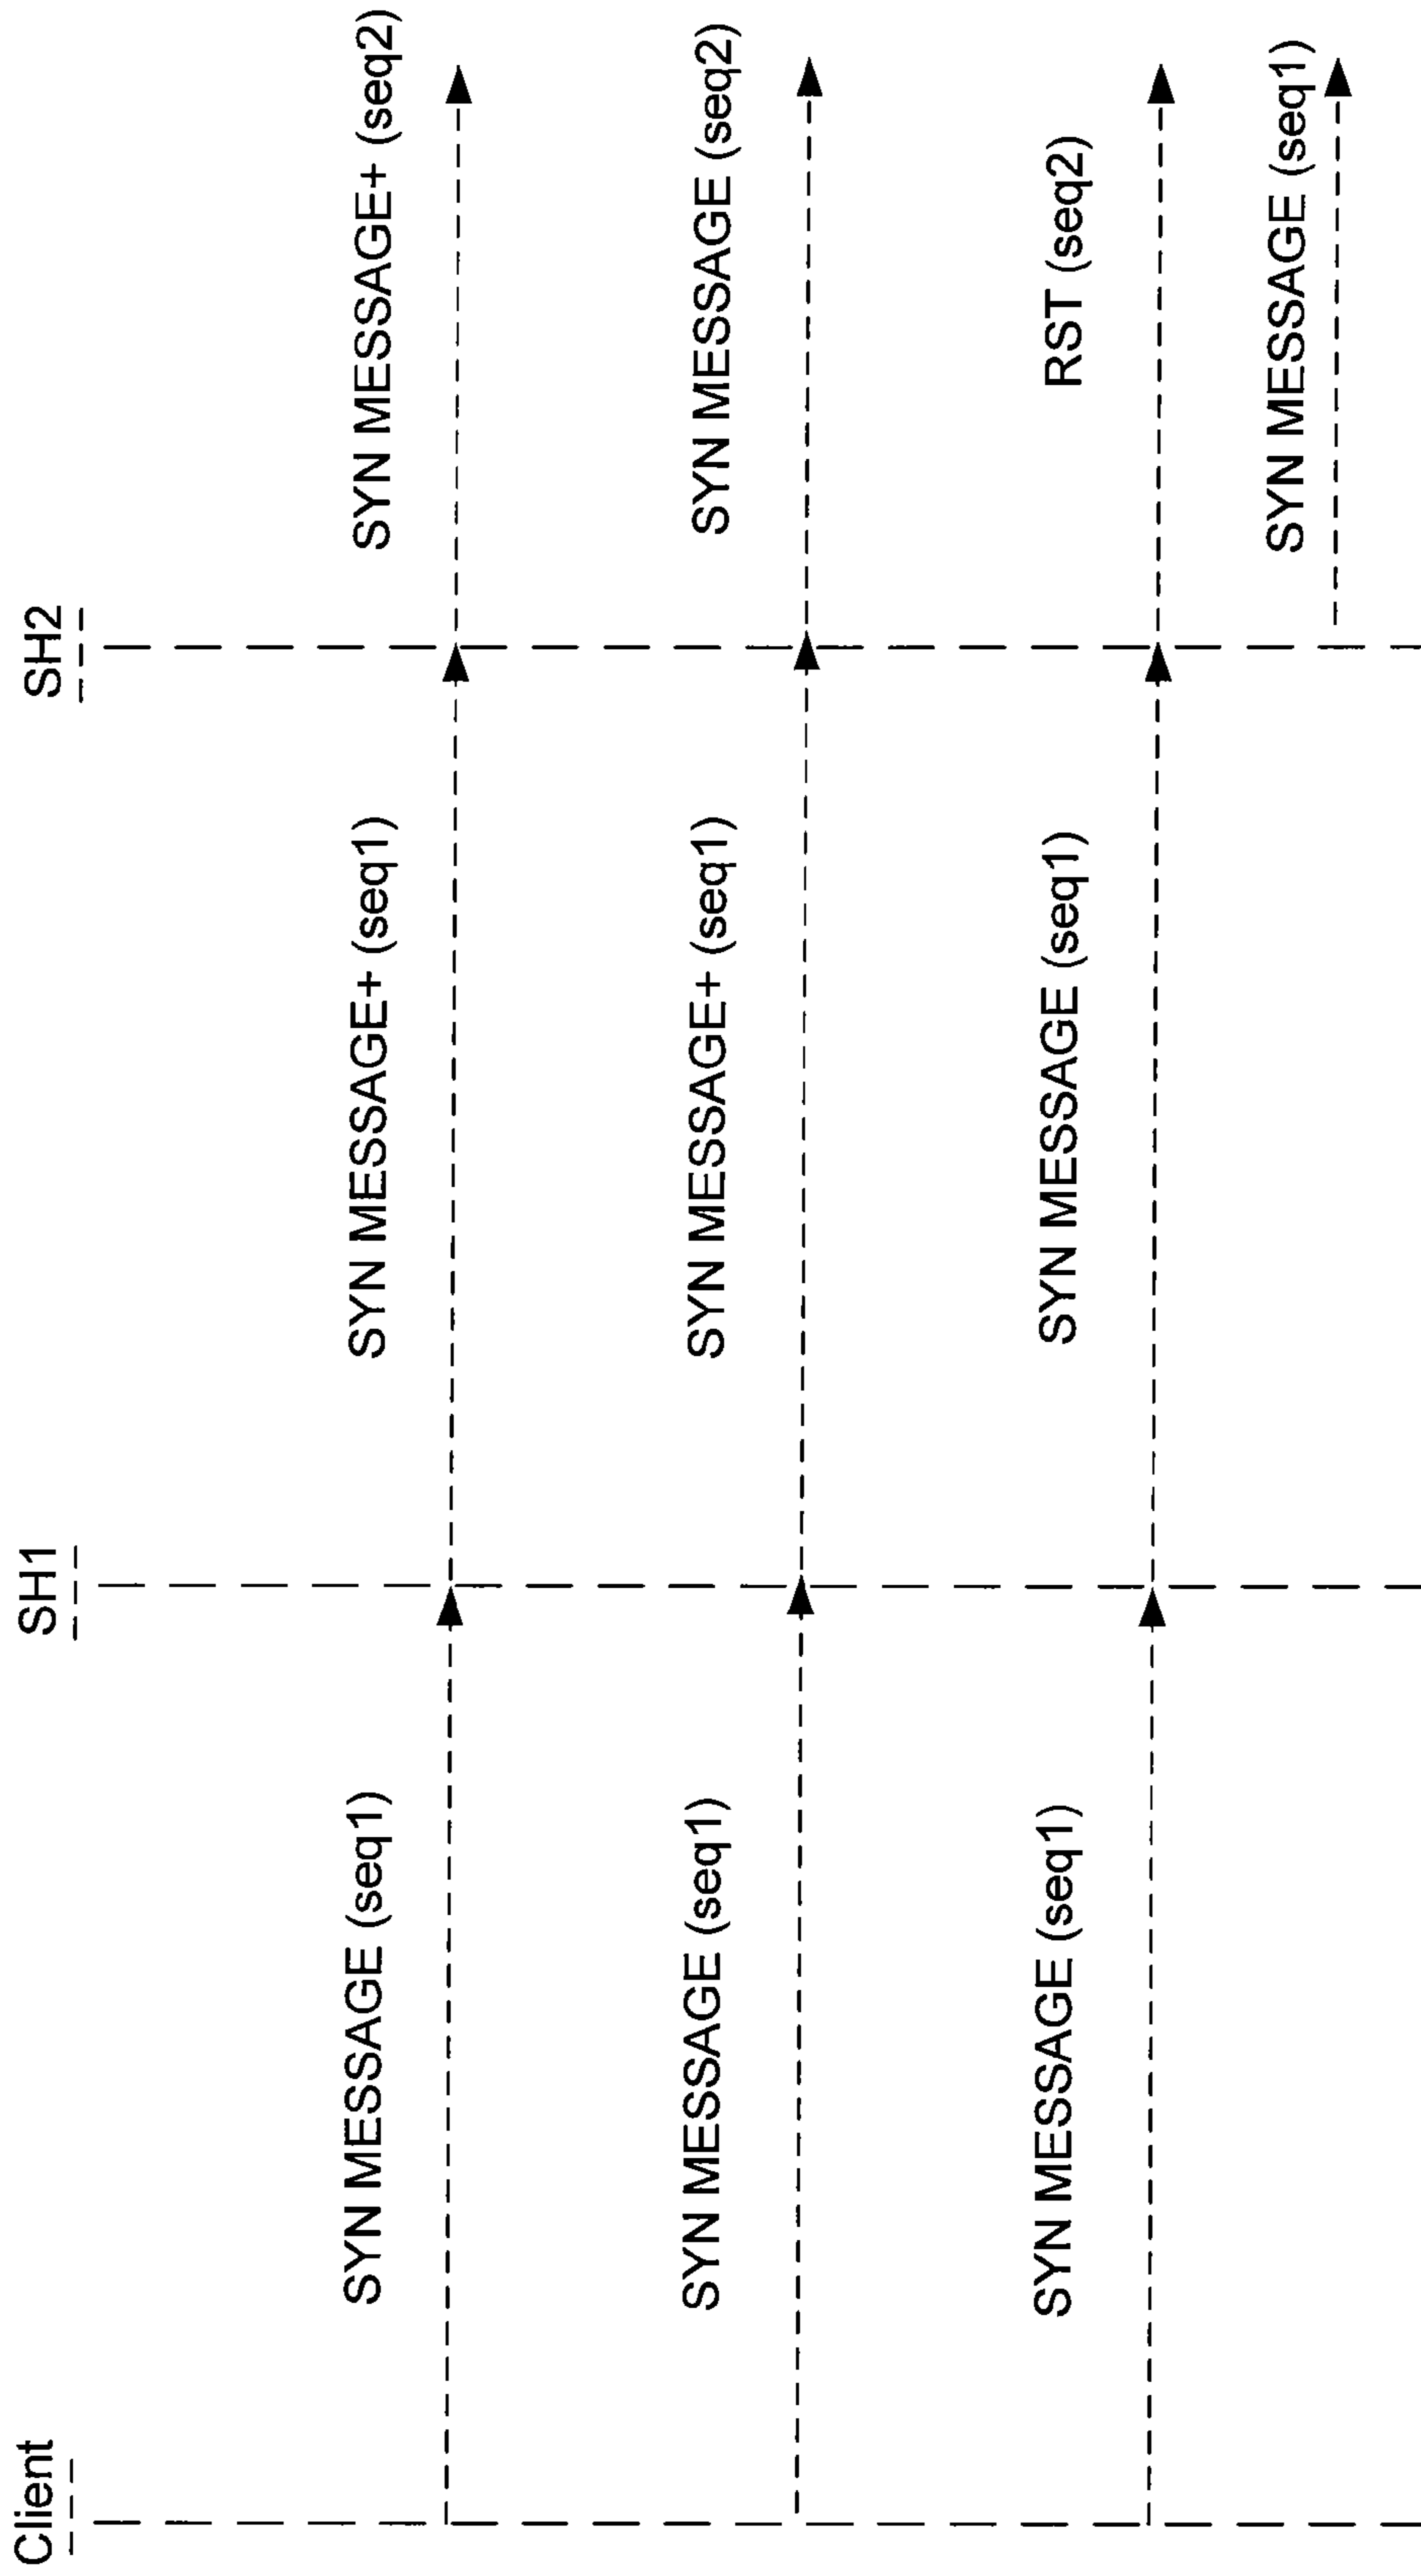 Client
SH1
SH2
SYN MESSAGE (seq1)
SYN MESSAGE+ (seq1)
SYN MESSAGE+ (seq2)
SYN MESSAGE (seq1)
SYN MESSAGE+ (seq1)
SYN MESSAGE (seq2)
SYN MESSAGE (seq1)
SYN MESSAGE (seq1)
RST (seq2)
SYN MESSAGE (seq1)